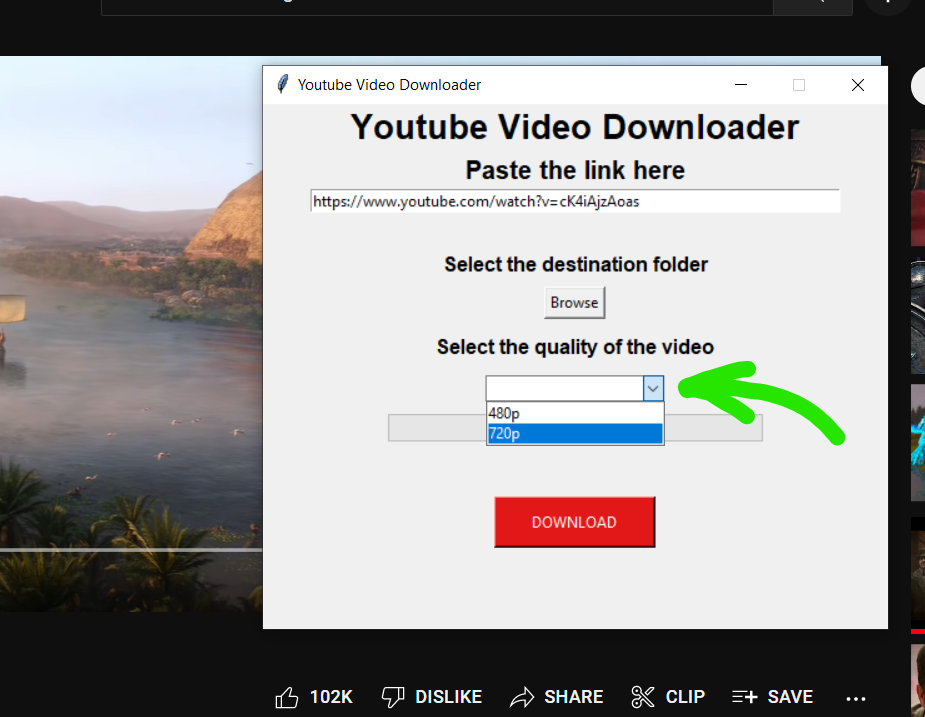 Youtube Video Downloader
Youtube Video Downloader
Paste the link here
https://www.youtube.com/watch?v=cK4iAjzAoas
Select the destination folder
Browse
Select the quality of the video
480p
720p
DOWNLOAD
102K DISLIKE SHARE CLIP SAVE